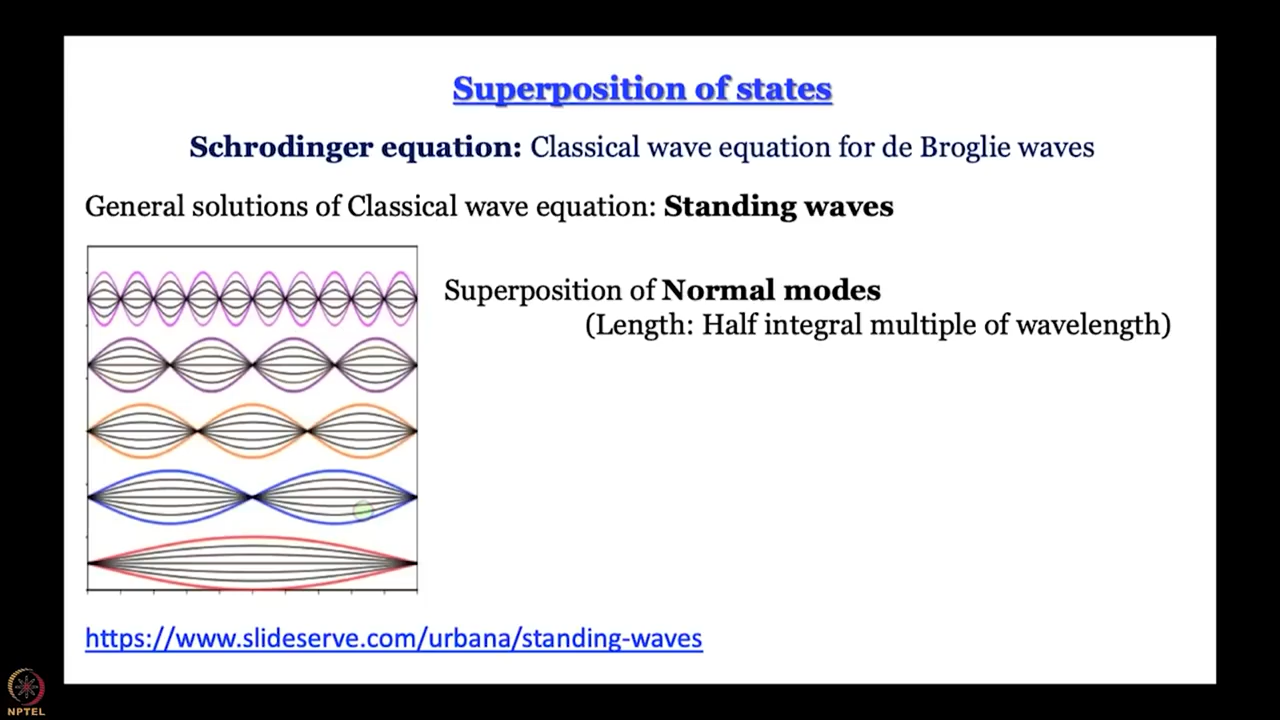 Superposition of states
Schrodinger equation: Classical wave equation for de Broglie waves
General solutions of Classical wave equation: Standing waves
Superposition of Normal modes
(Length: Half integral multiple of wavelength)
https://www.slideserve.com/urbana/standing-waves
NPTEL